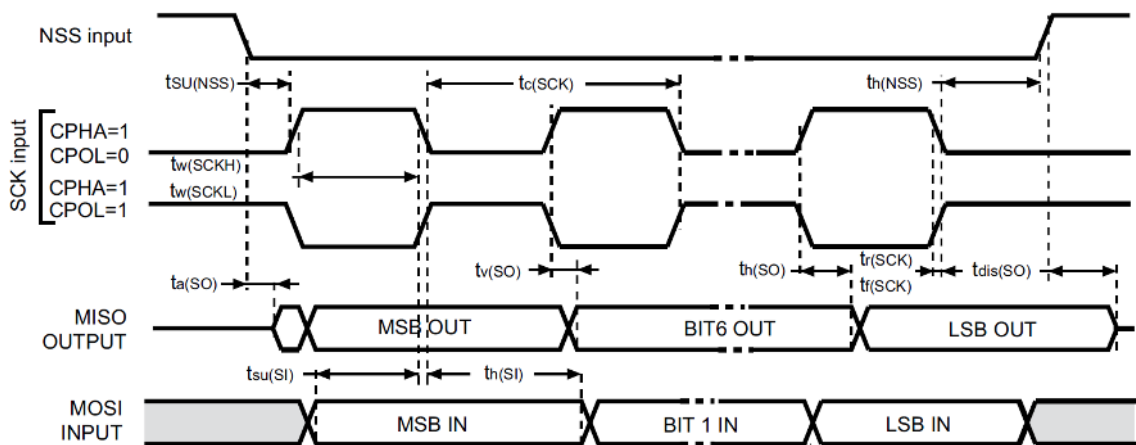 NSS input
tSU(NSS)
tc(SCK)
th(NSS)
SCK input
CPHA=1
CPOL=0
tw(SCKH)
CPHA=1
tw(SCKL)
CPOL=1
ta(SO)
tv(SO)
th(SO)
tr(SCK)
tf(SCK)
tdis(SO)
MISO
OUTPUT
MSB OUT
BIT6 OUT
LSB OUT
tsu(SI)
th(SI)
MOSI
INPUT
MSB IN
BIT 1 IN
LSB IN